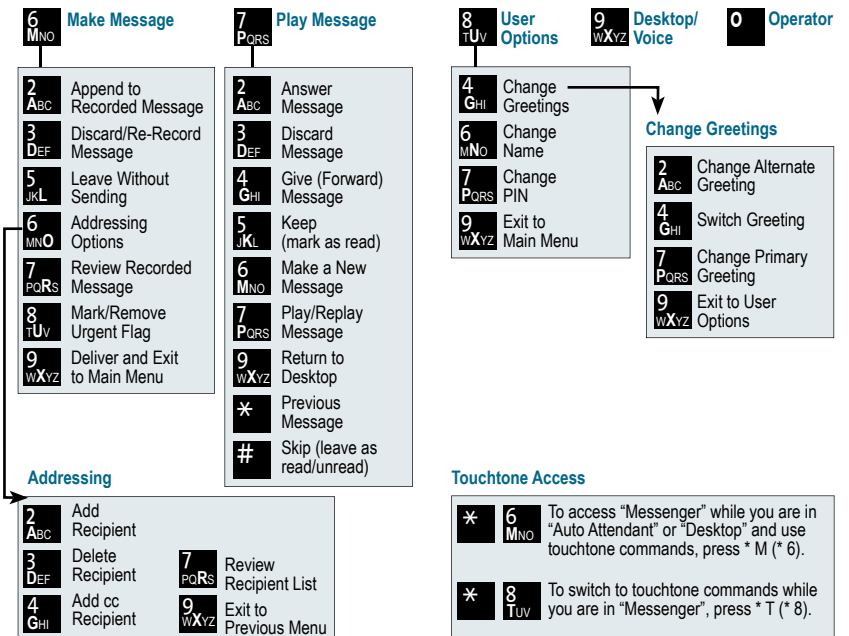 6 MNO Make Message
2 ABC Append to
Recorded Message
3 DEF Discard/Re-Record
Message
5 JKL Leave Without
Sending
6 MNO Addressing
Options
7 PQRS Review Recorded
Message
8 TUV Mark/Remove
Urgent Flag
9 WXYZ Deliver and Exit
to Main Menu
7 PQRS Play Message
2 ABC Answer
Message
3 DEF Discard
Message
4 GHI Give (Forward)
Message
5 JKL Keep
(mark as read)
6 MNO Make a New
Message
7 PQRS Play/Replay
Message
9 WXYZ Return to
Desktop
* Previous
Message
# Skip (leave as
read/unread)
8 TUV User
Options
4 GHI Change
Greetings
6 MNO Change
Name
7 PQRS Change
PIN
9 WXYZ Exit to
Main Menu
9 WXYZ Desktop/
Voice
0 Operator
Change Greetings
2 ABC Change Alternate
Greeting
4 GHI Switch Greeting
7 PQRS Change Primary
Greeting
9 WXYZ Exit to User
Options
Addressing
2 ABC Add
Recipient
3 DEF Delete
Recipient
4 GHI Add cc
Recipient
7 PQRS Review
Recipient List
9 WXYZ Exit to
Previous Menu
Touchtone Access
* 6 MNO To access “Messenger” while you are in
“Auto Attendant” or “Desktop” and use
touchtone commands, press * M (* 6).
* 8 TUV To switch to touchtone commands while
you are in “Messenger”, press * T (* 8).